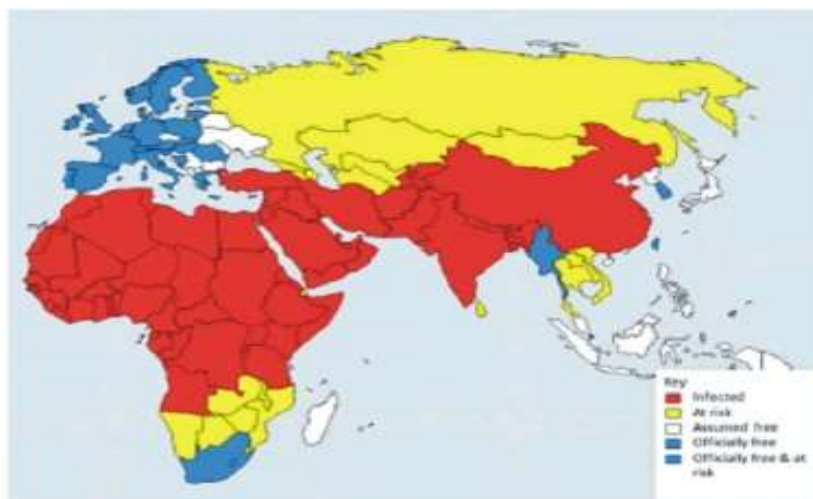 Key
Infected
At risk
Assumed free
Officially free
Officially free & at
risk